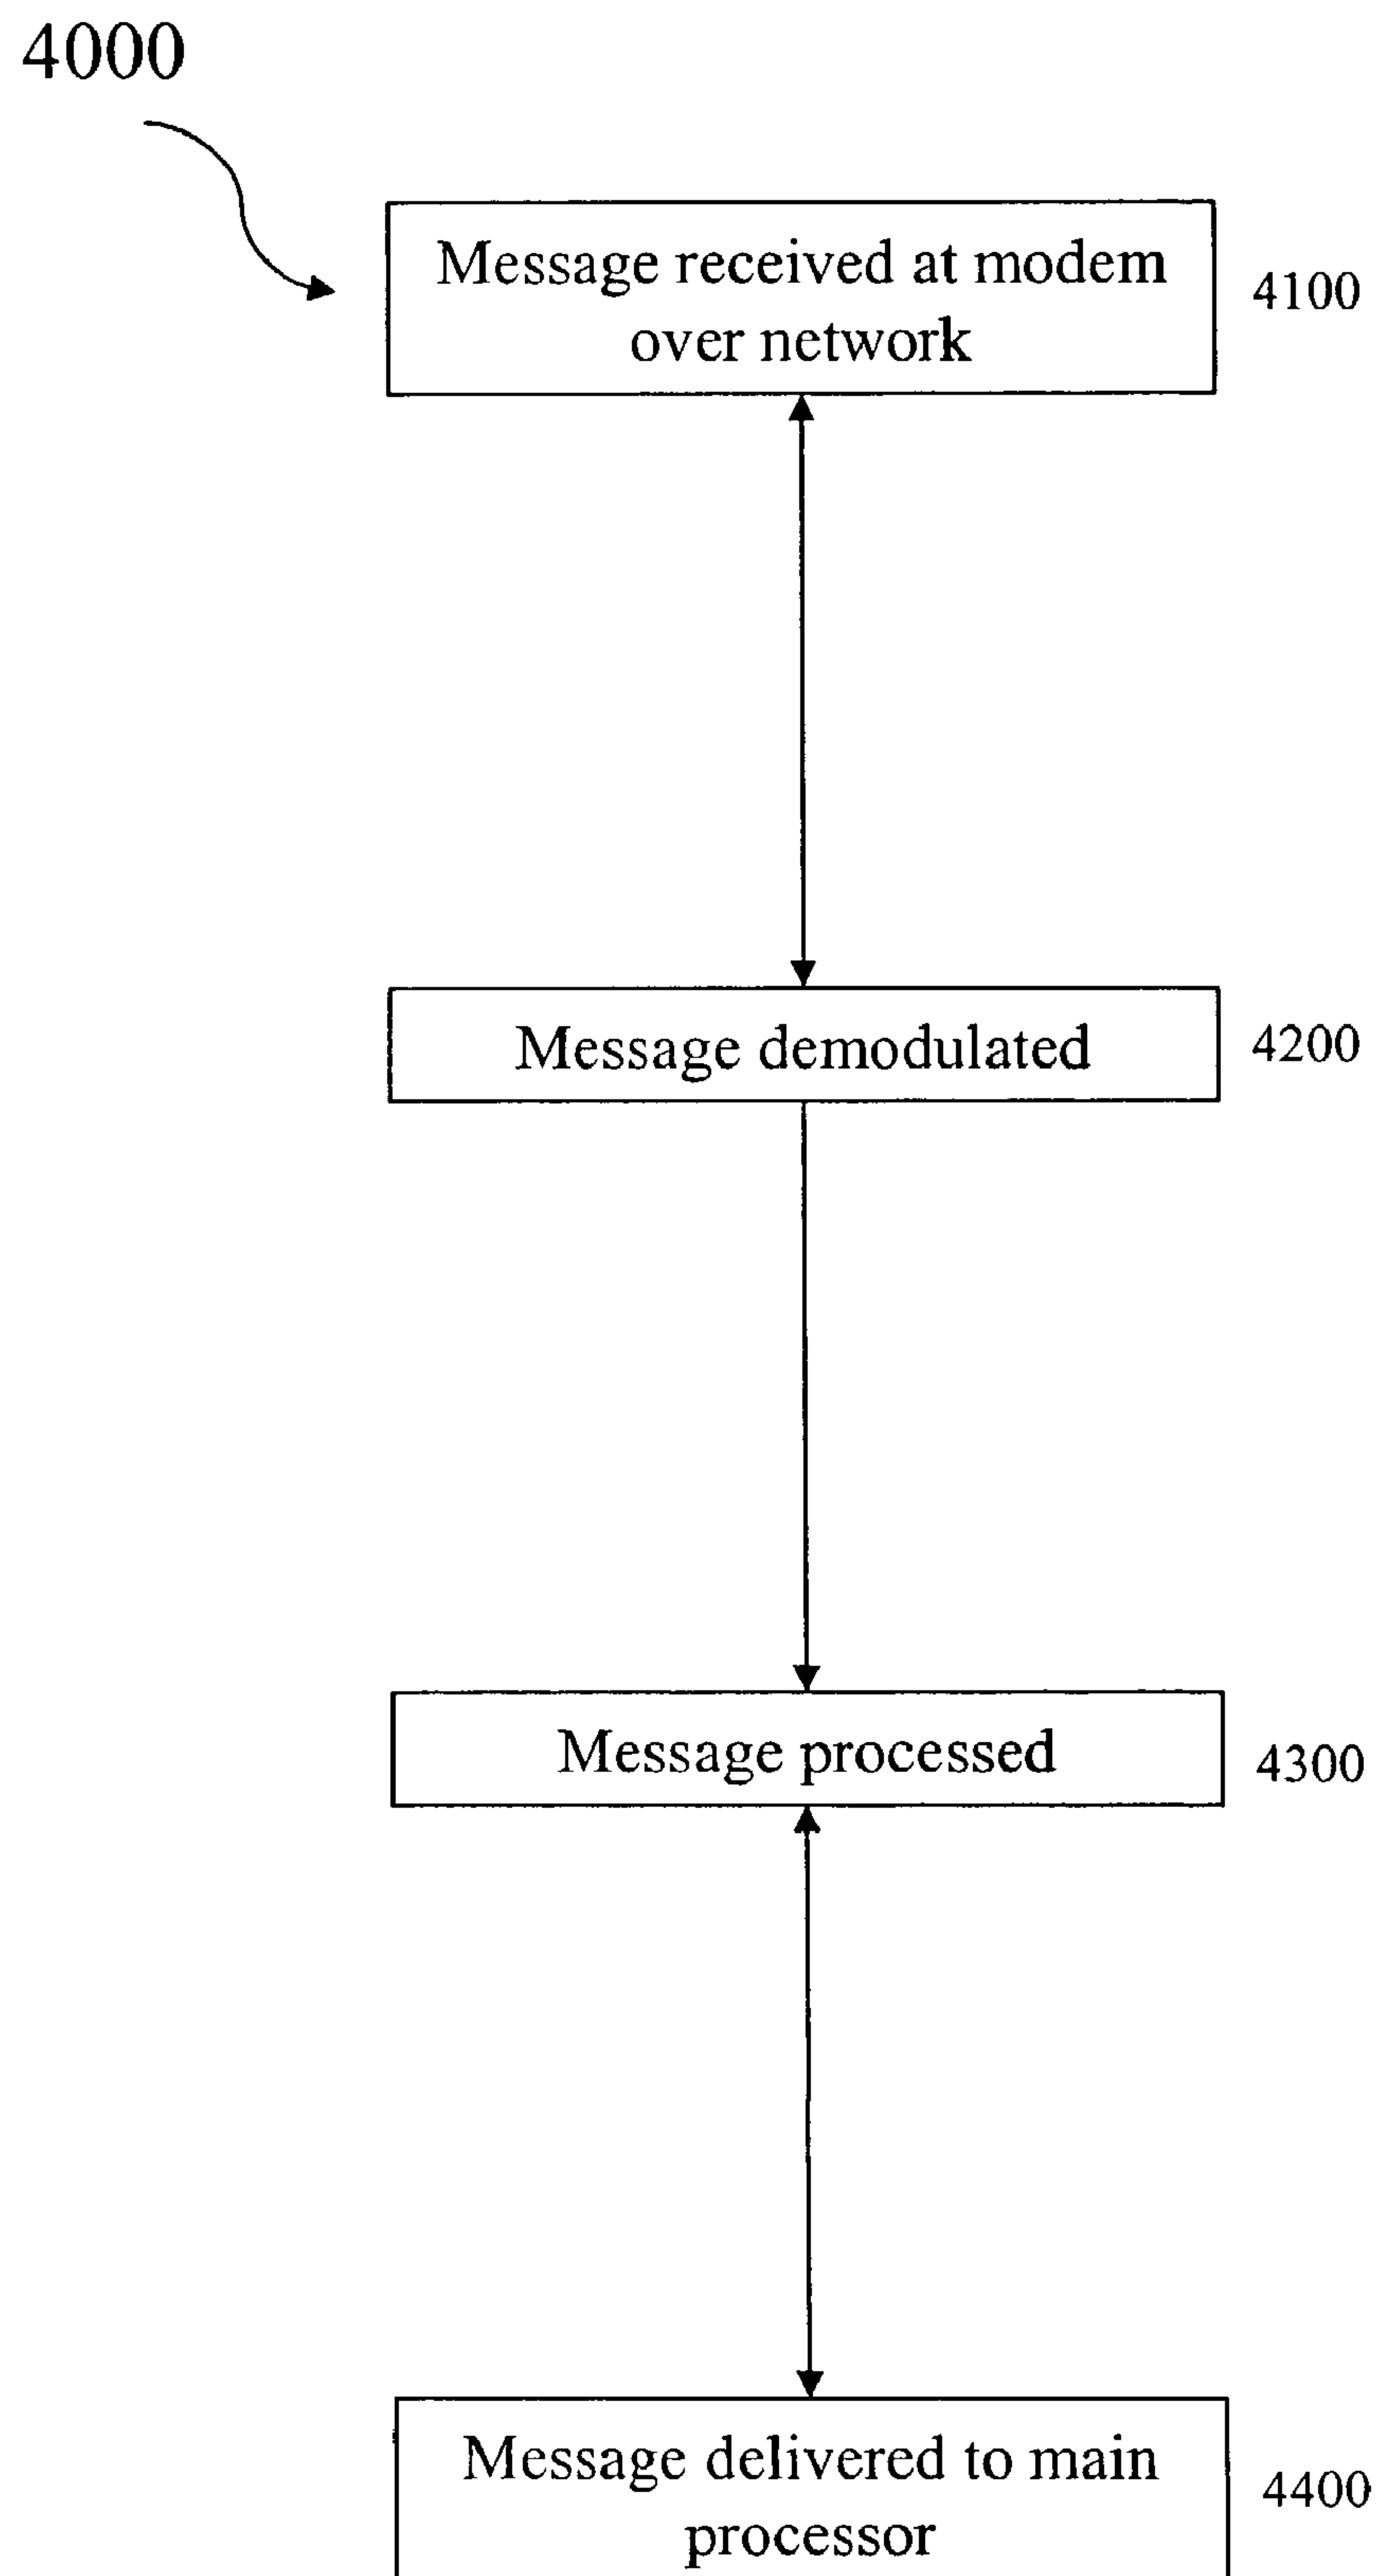 4000
Message received at modem
over network
4100
Message demodulated
4200
Message processed
4300
Message delivered to main
processor
4400